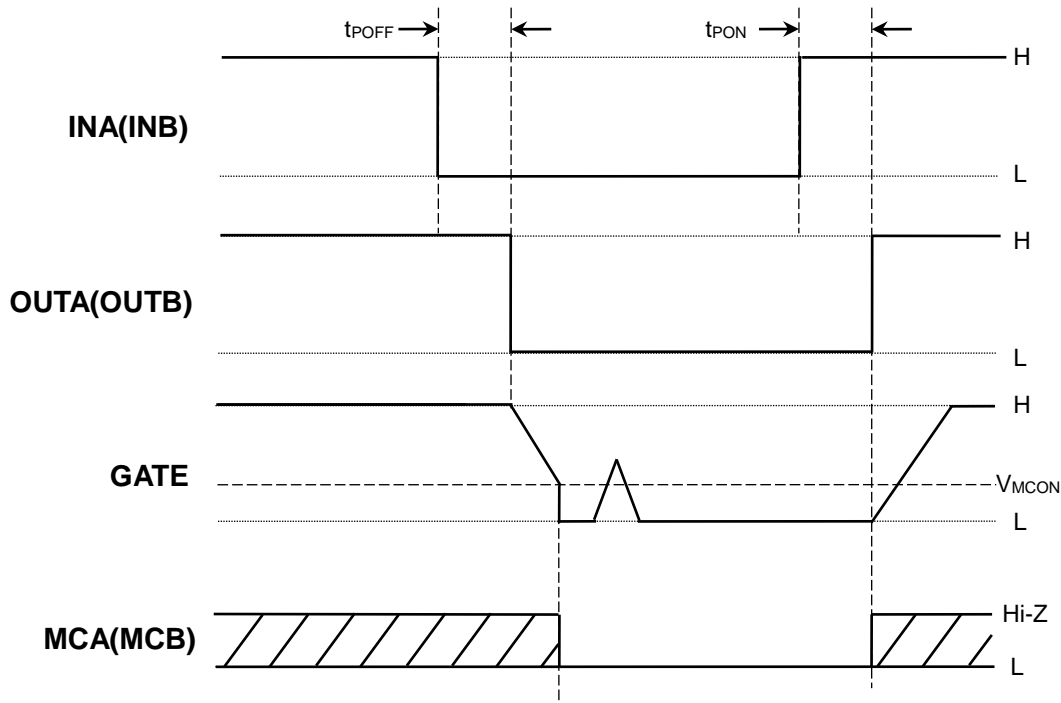 tPOFF
tPON
H
INA(INB)
L
H
OUTA(OUTB)
L
H
GATE
VMCON
L
Hi-Z
MCA(MCB)
L